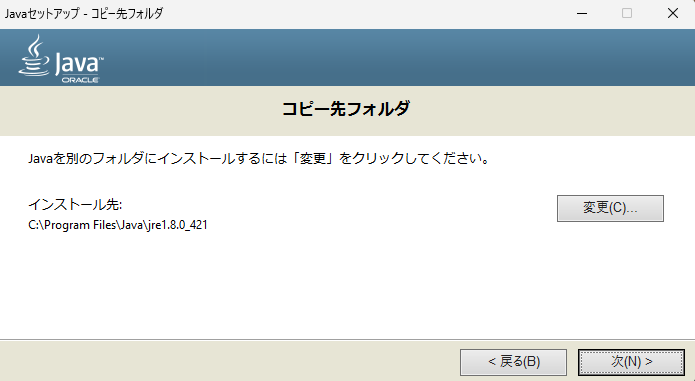 Javaセットアップ - コピー先フォルダ
Java™
ORACLE
コピー先フォルダ
Javaを別のフォルダにインストールするには「変更」をクリックしてください。
インストール先:
変更(C)...
C:\Program Files\Java\jre1.8.0_421
< 戻る(B)
次(N) >